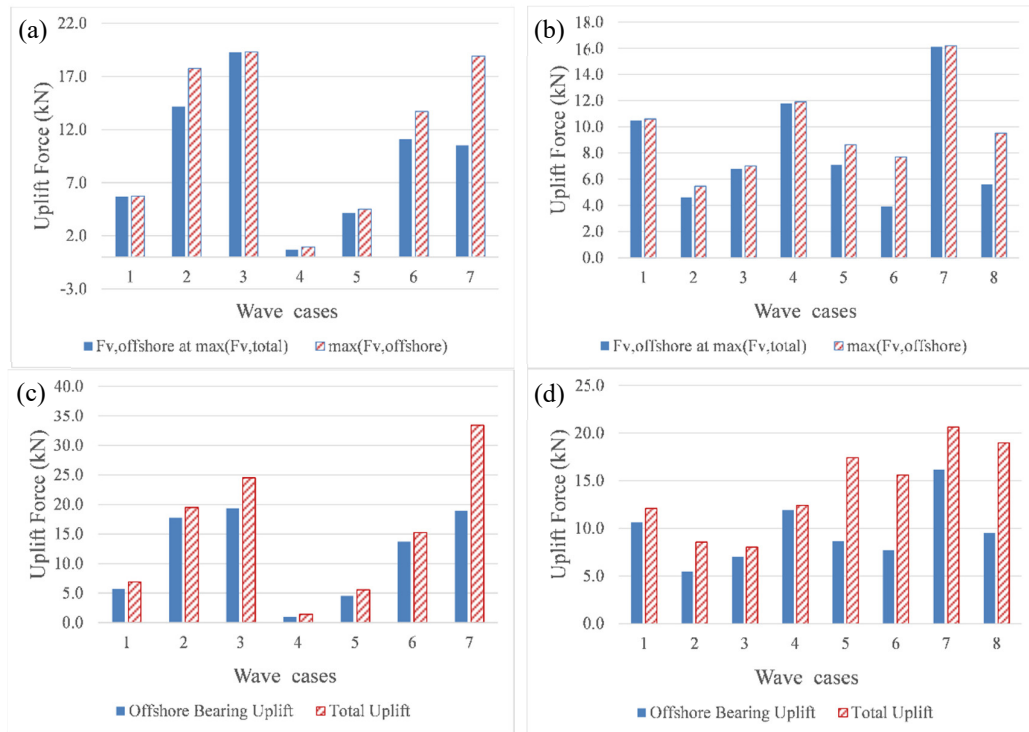 (a)
22.0
17.0
12.0
7.0
2.0
-3.0
Uplift Force (kN)
1 2 3 4 5 6 7
Wave cases
Fv,offshore at max(Fv,total) max(Fv,offshore)
(b)
18.0
16.0
14.0
12.0
10.0
8.0
6.0
4.0
2.0
0.0
Uplift Force (kN)
1 2 3 4 5 6 7 8
Wave cases
Fv,offshore at max(Fv,total) max(Fv,offshore)
(c)
40.0
35.0
30.0
25.0
20.0
15.0
10.0
5.0
0.0
Uplift Force (kN)
1 2 3 4 5 6 7
Wave cases
Offshore Bearing Uplift Total Uplift
(d)
25.0
20.0
15.0
10.0
5.0
0.0
Uplift Force (kN)
1 2 3 4 5 6 7 8
Wave cases
Offshore Bearing Uplift Total Uplift